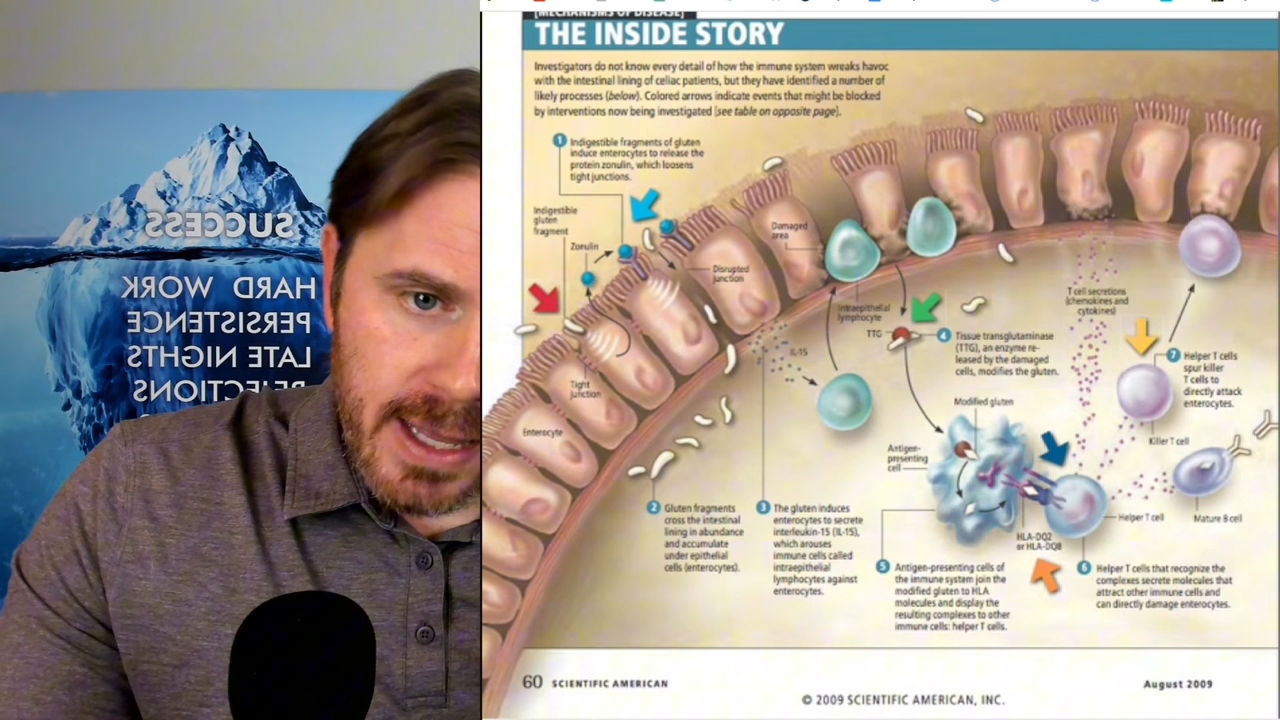 SUCCESS
HARD WORK
PERSISTENCE
LATE NIGHTS
[MECHANISMS OF DISEASE]
THE INSIDE STORY
Investigators do not know every detail of how the immune system wreaks havoc
with the intestinal lining of celiac patients, but they have identified a number of
likely processes (below). Colored arrows indicate events that might be blocked
by interventions now being investigated [see table on opposite page].
1 Indigestible fragments of gluten
induce enterocytes to release the
protein zonulin, which loosens
tight junctions.
Indigestible
gluten
fragment
Zonulin
Damaged
area
Disrupted
junction
Intraepithelial
lymphocyte
TTG
IL-15
Tight
junction
Enterocyte
T cell secretions
(chemokines and
cytokines)
4 Tissue transglutaminase
(TTG), an enzyme re-
leased by the damaged
cells, modifies the gluten.
7 Helper T cells
spur killer
T cells to
directly attack
enterocytes.
Modified gluten
Antigen-
presenting
cell
Killer T cell
Helper T cell
Mature B cell
HLA-DQ2
or HLA-DQ8
2 Gluten fragments
cross the intestinal
lining in abundance
and accumulate
under epithelial
cells (enterocytes).
3 The gluten induces
enterocytes to secrete
interleukin-15 (IL-15),
which arouses
immune cells called
intraepithelial
lymphocytes against
enterocytes.
5 Antigen-presenting cells of
the immune system join the
modified gluten to HLA
molecules and display the
resulting complexes to other
immune cells: helper T cells.
6 Helper T cells that recognize the
complexes secrete molecules that
attract other immune cells and
can directly damage enterocytes.
60 SCIENTIFIC AMERICAN
August 2009
© 2009 SCIENTIFIC AMERICAN, INC.